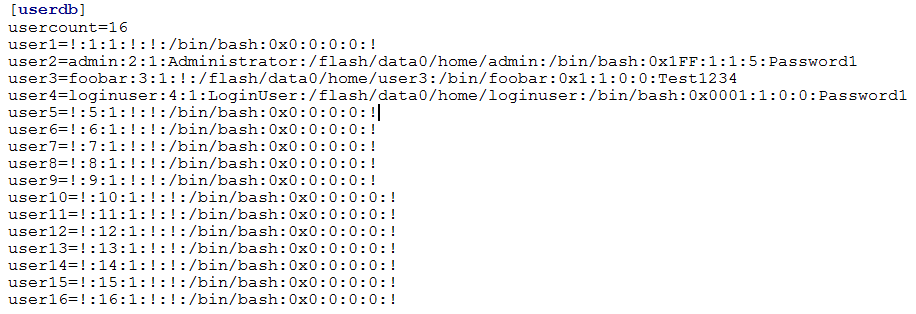 [userdb]
usercount=16
user1=!:1:1:!:!:/bin/bash:0x0:0:0:0:!
user2=admin:2:1:Administrator:/flash/data0/home/admin:/bin/bash:0x1FF:1:1:5:Password1
user3=foobar:3:1:!:/flash/data0/home/user3:/bin/foobar:0x1:1:0:0:Test1234
user4=loginuser:4:1:LoginUser:/flash/data0/home/loginuser:/bin/bash:0x0001:1:0:0:Password1
user5=!:5:1:!:!:/bin/bash:0x0:0:0:0:!
user6=!:6:1:!:!:/bin/bash:0x0:0:0:0:!
user7=!:7:1:!:!:/bin/bash:0x0:0:0:0:!
user8=!:8:1:!:!:/bin/bash:0x0:0:0:0:!
user9=!:9:1:!:!:/bin/bash:0x0:0:0:0:!
user10=!:10:1:!:!:/bin/bash:0x0:0:0:0:!
user11=!:11:1:!:!:/bin/bash:0x0:0:0:0:!
user12=!:12:1:!:!:/bin/bash:0x0:0:0:0:!
user13=!:13:1:!:!:/bin/bash:0x0:0:0:0:!
user14=!:14:1:!:!:/bin/bash:0x0:0:0:0:!
user15=!:15:1:!:!:/bin/bash:0x0:0:0:0:!
user16=!:16:1:!:!:/bin/bash:0x0:0:0:0:!